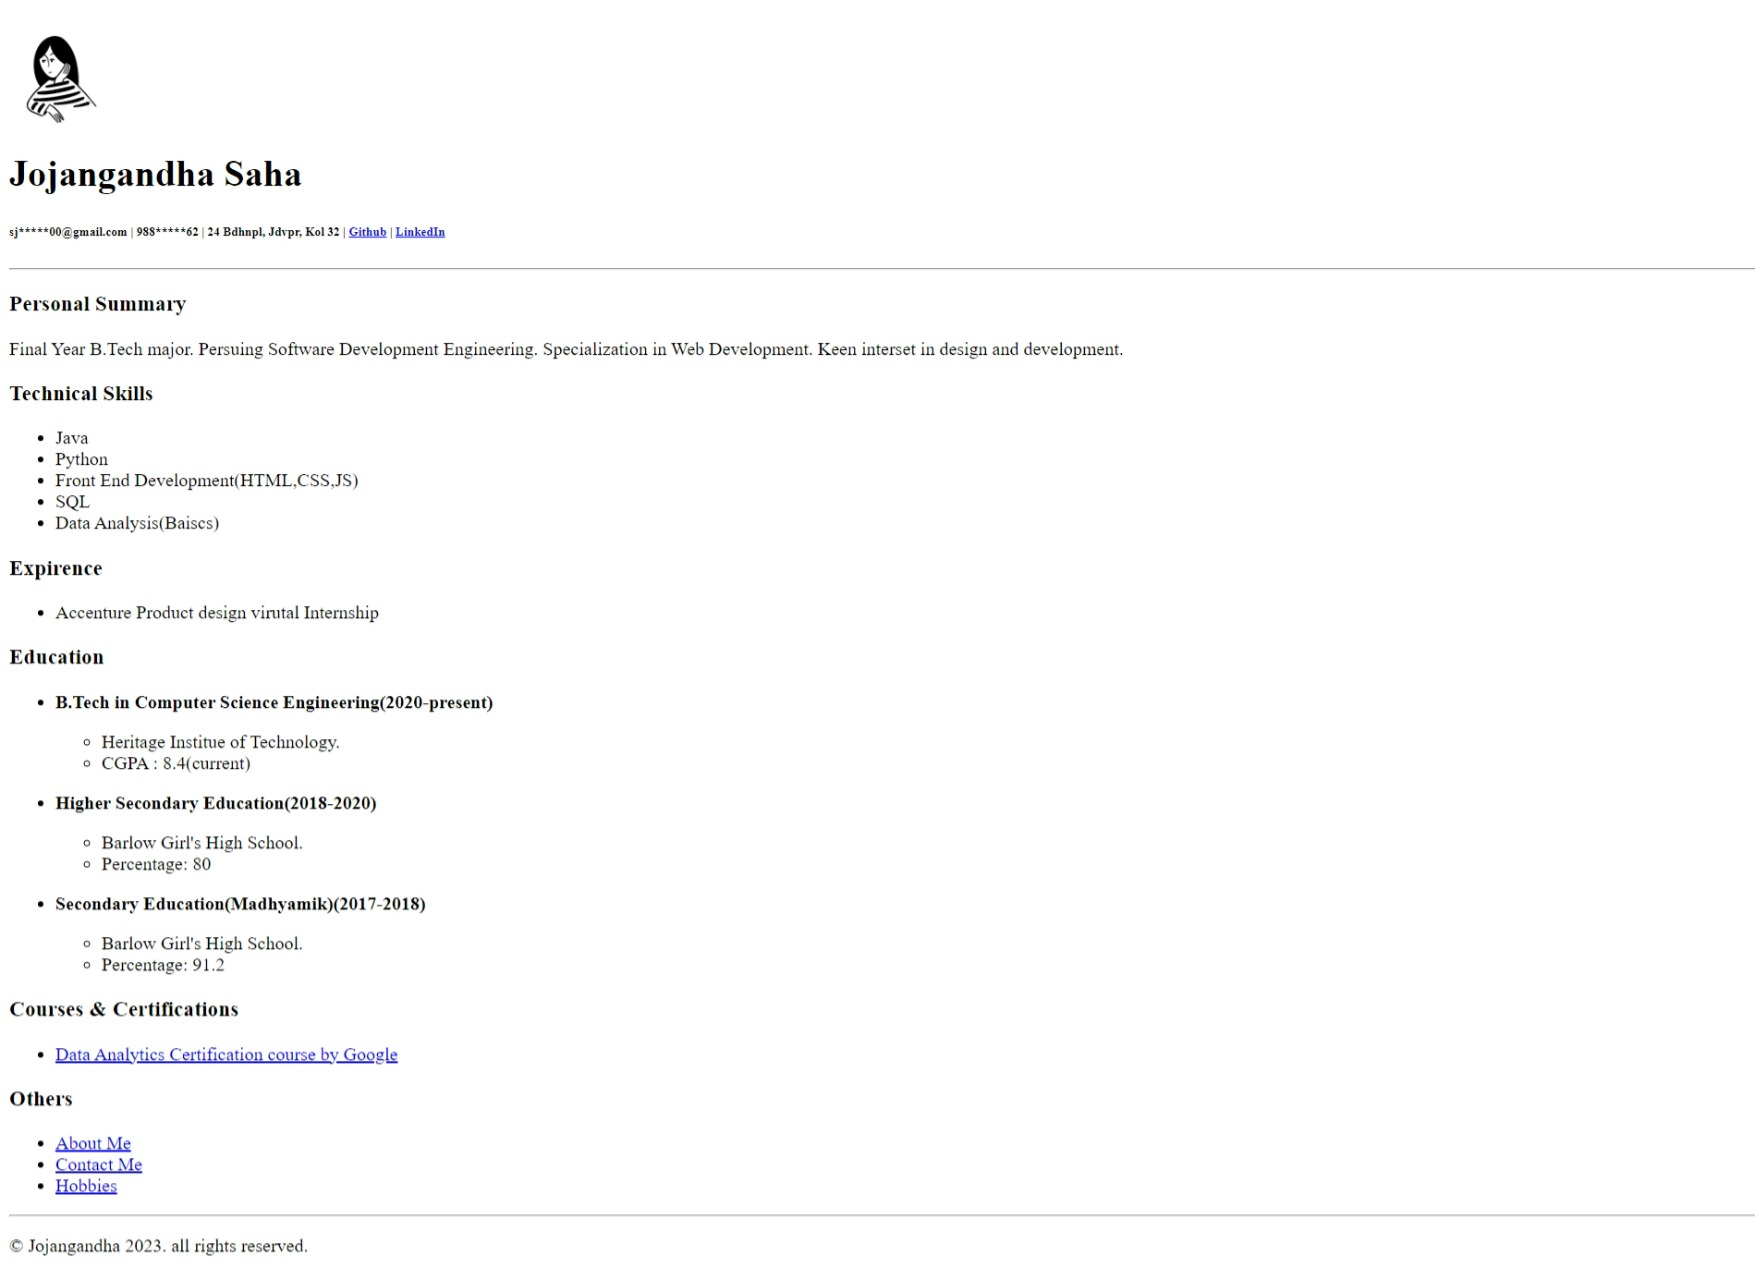 Jojangandha Saha
sj*****00@gmail.com | 988*****62 | 24 Bdhnpl, Jdvpr, Kol 32 | Github | LinkedIn
Personal Summary
Final Year B.Tech major. Persuing Software Development Engineering. Specialization in Web Development. Keen interset in design and development.
Technical Skills
Java
Python
Front End Development(HTML,CSS,JS)
SQL
Data Analysis(Baiscs)
Expirence
Accenture Product design virutal Internship
Education
B.Tech in Computer Science Engineering(2020-present)
Heritage Institue of Technology.
CGPA : 8.4(current)
Higher Secondary Education(2018-2020)
Barlow Girl's High School.
Percentage: 80
Secondary Education(Madhyamik)(2017-2018)
Barlow Girl's High School.
Percentage: 91.2
Courses & Certifications
Data Analytics Certification course by Google
Others
About Me
Contact Me
Hobbies
© Jojangandha 2023. all rights reserved.